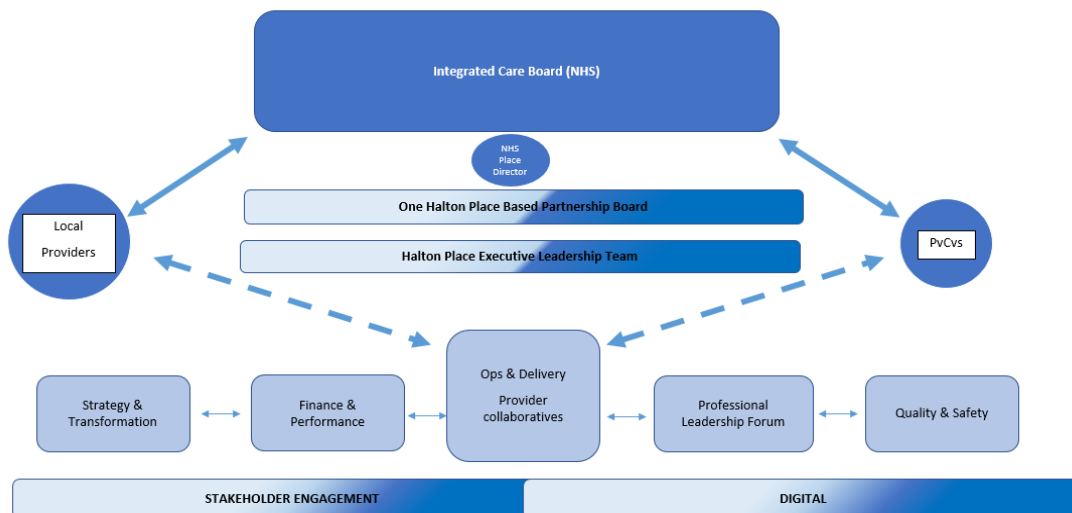 Integrated Care Board (NHS)
NHS
Place
Director
One Halton Place Based Partnership Board
Local
Providers
PvCvs
Halton Place Executive Leadership Team
Ops & Delivery
Provider
collaboratives
Strategy &
Transformation
Finance &
Performance
Professional
Leadership Forum
Quality & Safety
STAKEHOLDER ENGAGEMENT
DIGITAL